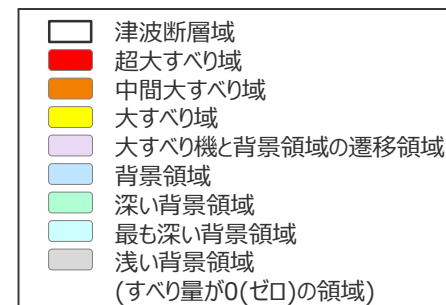 津波断層域
超大すべり域
中間大すべり域
大すべり域
大すべり機と背景領域の遷移領域
背景領域
深い背景領域
最も深い背景領域
浅い背景領域
(すべり量が0(ゼロ)の領域)